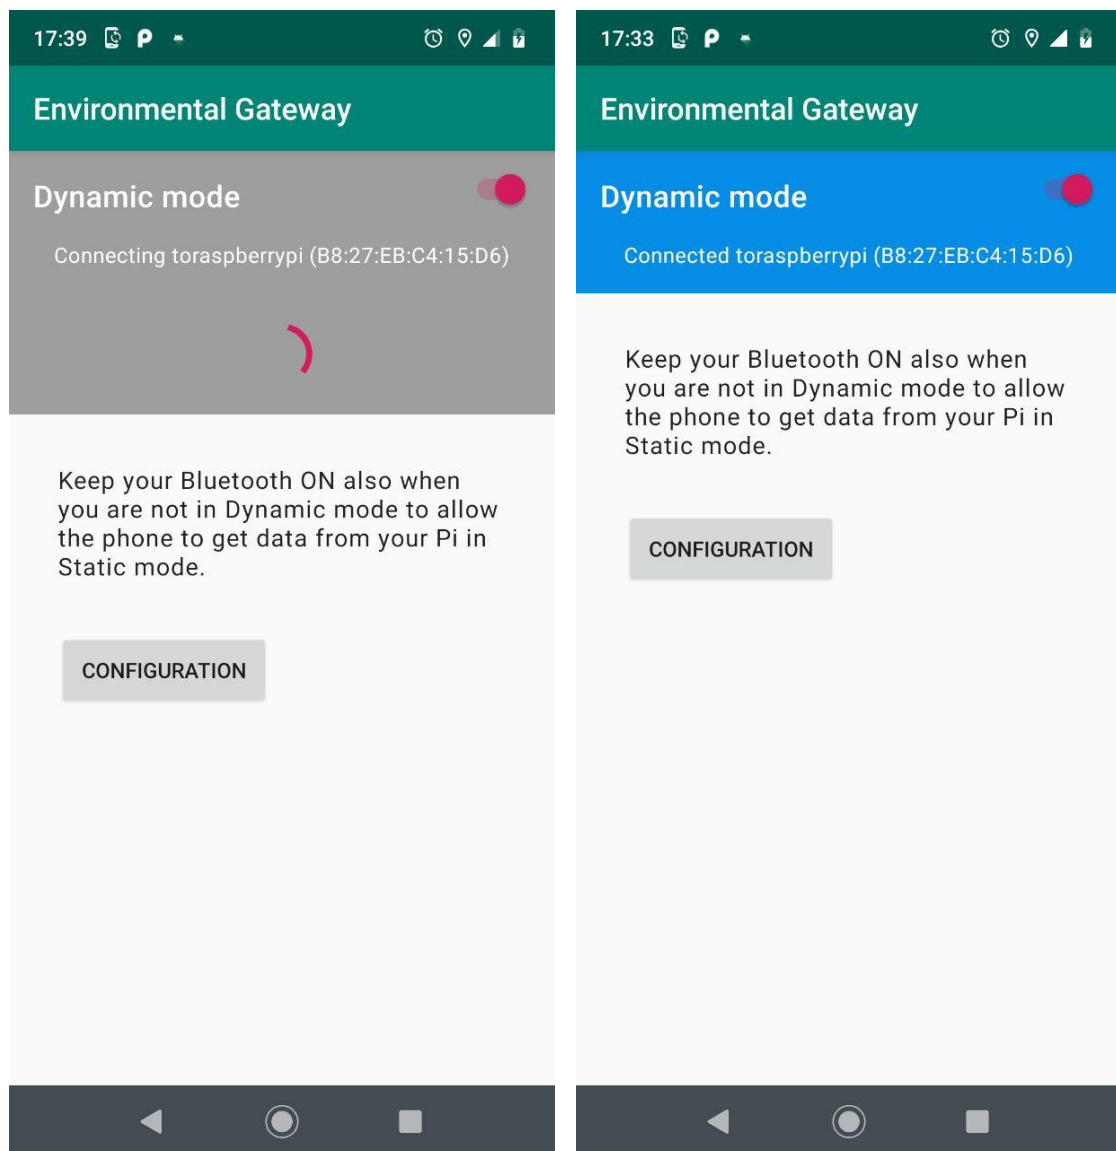 17:39
Environmental Gateway
Dynamic mode
Connecting toraspberrypi (B8:27:EB:C4:15:D6)
Keep your Bluetooth ON also when
you are not in Dynamic mode to allow
the phone to get data from your Pi in
Static mode.
CONFIGURATION
17:33
Environmental Gateway
Dynamic mode
Connected toraspberrypi (B8:27:EB:C4:15:D6)
Keep your Bluetooth ON also when
you are not in Dynamic mode to allow
the phone to get data from your Pi in
Static mode.
CONFIGURATION